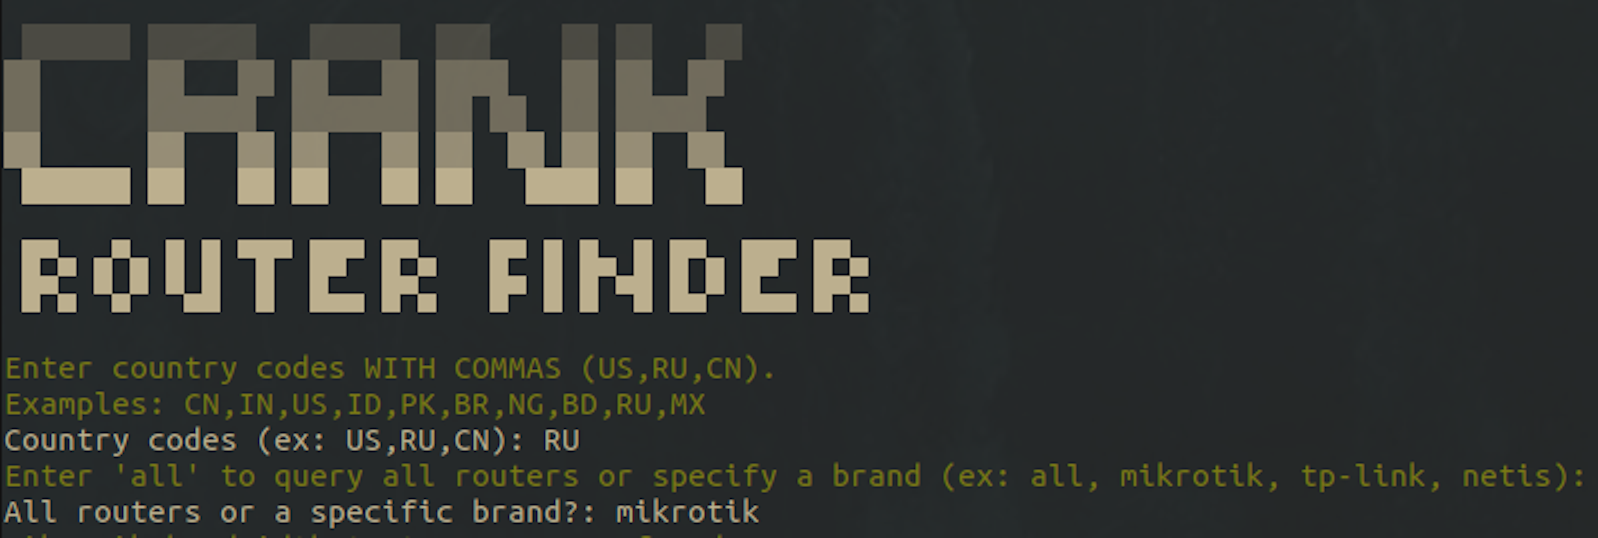 CRANK
ROUTER FINDER
Enter country codes WITH COMMAS (US,RU,CN).
Examples: CN,IN,US,ID,PK,BR,NG,BD,RU,MX
Country codes (ex: US,RU,CN): RU
Enter 'all' to query all routers or specify a brand (ex: all, mikrotik, tp-link, netis):
All routers or a specific brand?: mikrotik